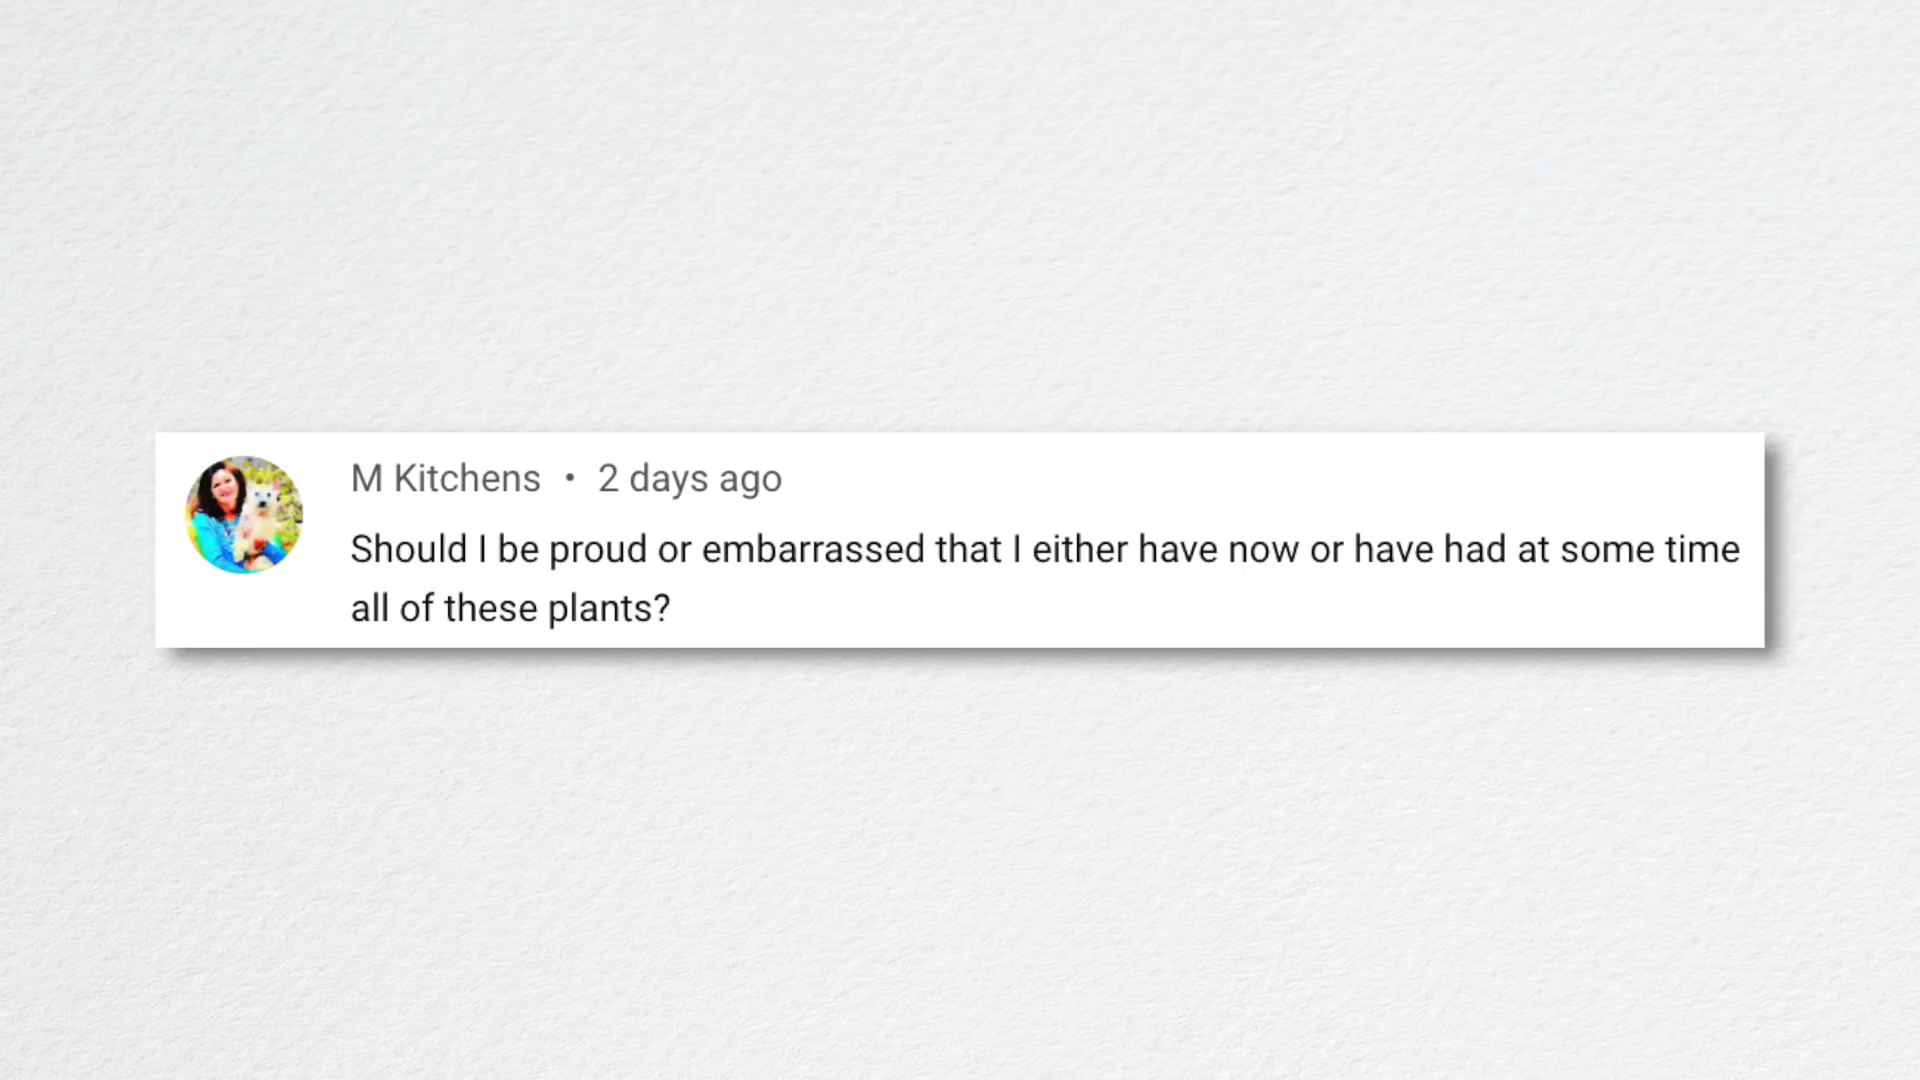 M Kitchens • 2 days ago
Should I be proud or embarrassed that I either have now or have had at some time
all of these plants?